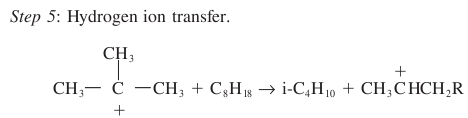 Step 5: Hydrogen ion transfer.
CH₃
+
CH₃— C —CH₃ + C₈H₁₈ → i-C₄H₁₀ + CH₃CHCH₂R
+